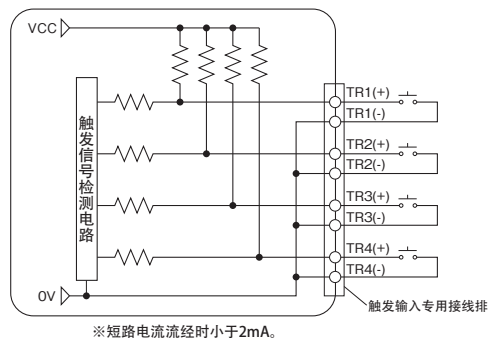 VCC
触发信号检测电路
0V
TR1(+)
TR1(-)
TR2(+)
TR2(-)
TR3(+)
TR3(-)
TR4(+)
TR4(-)
触发输入专用接线排
※短路电流流经时小于2mA。